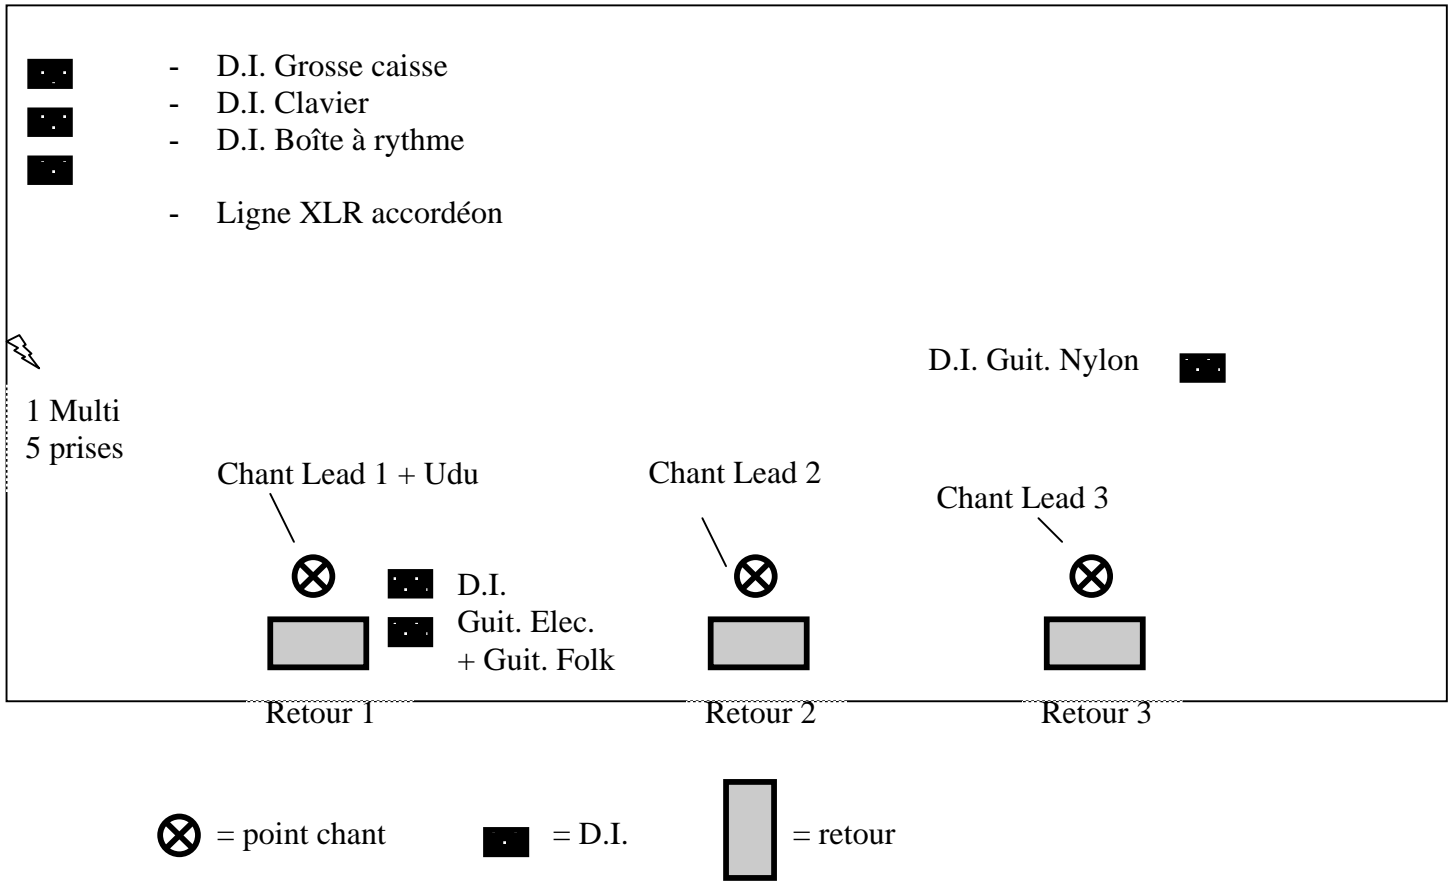 - D.I. Grosse caisse
- D.I. Clavier
- D.I. Boîte à rythme
- Ligne XLR accordéon
D.I. Guit. Nylon
1 Multi
5 prises
Chant Lead 1 + Udu
Chant Lead 2
Chant Lead 3
D.I.
Guit. Elec.
+ Guit. Folk
Retour 1
Retour 2
Retour 3
= point chant
= D.I.
= retour